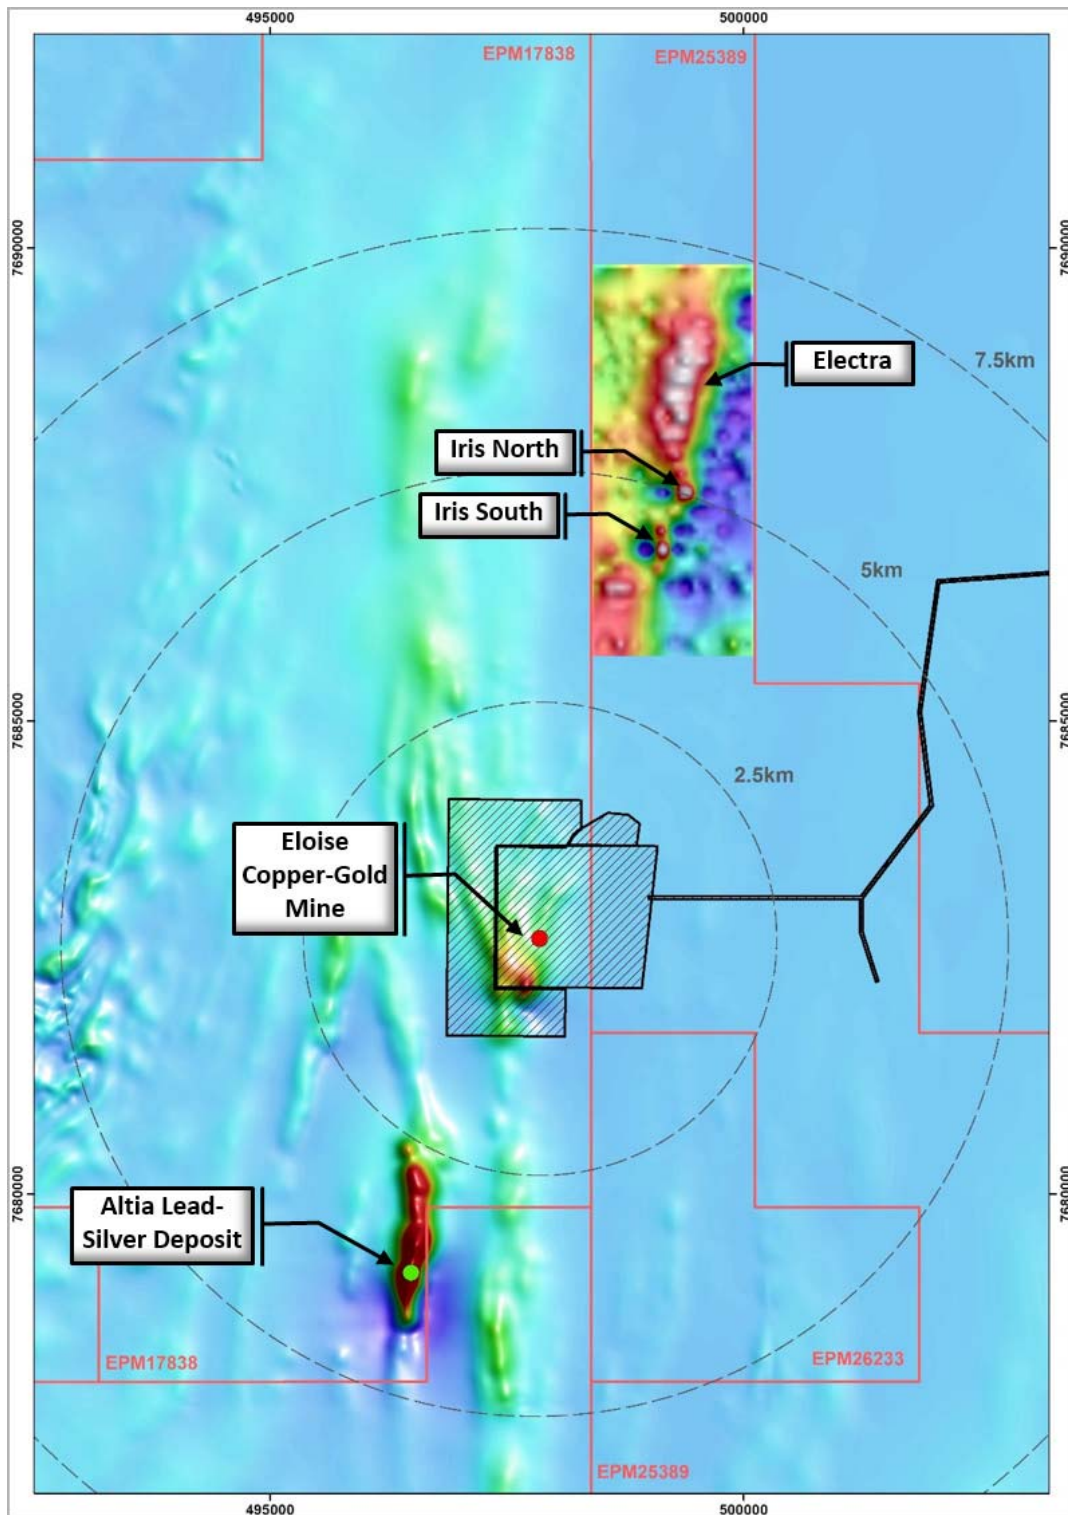 495000
500000
EPM17838
EPM25389
7690000
7690000
7.5km
Electra
Iris North
Iris South
5km
7685000
7685000
2.5km
Eloise
Copper-Gold
Mine
7680000
7680000
Altia Lead-
Silver Deposit
EPM17838
EPM26233
EPM25389
495000
500000